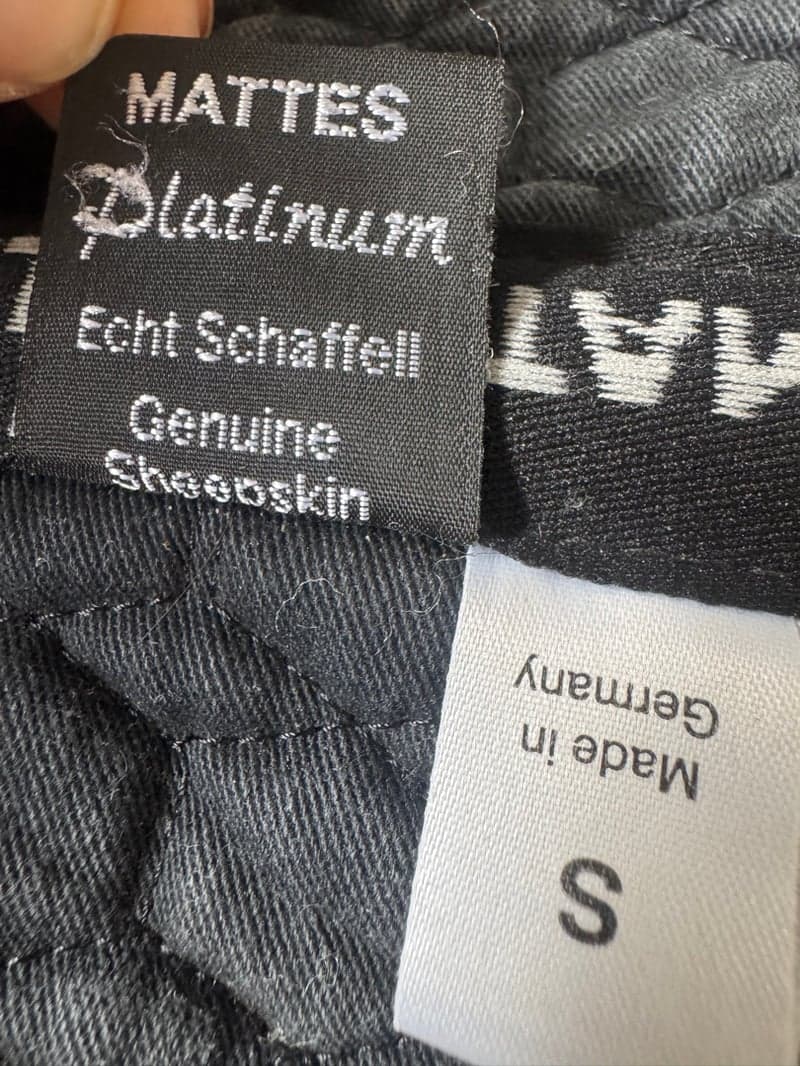 MATTES
Platinum
Echt Schaffell
Genuine
Sheepskin
Made in
Germany
S